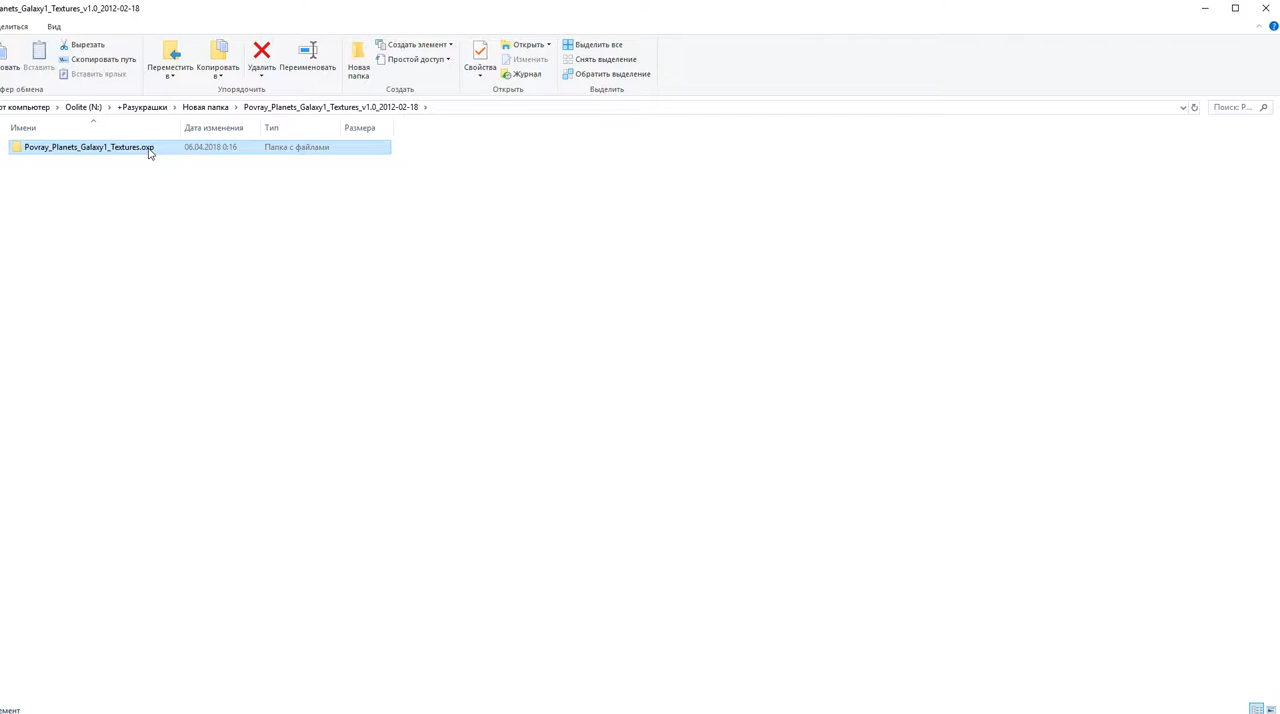 lanets_Galaxy1_Textures_v1.0_2012-02-18
делиться Вид
Вырезать
Скопировать путь
Вставить ярлык
овать
Вставить
фер обмена
Переместить в
Копировать в
Удалить
Переименовать
Упорядочить
Новая папка
Создать элемент
Простой доступ
Создать
Свойства
Открыть
Изменить
Журнал
Открыть
Выделить все
Снять выделение
Обратить выделение
Выделить
от компьютер > Oolite (N:) > +Разукрашки > Новая папка > Povray_Planets_Galaxy1_Textures_v1.0_2012-02-18 >
Поиск: P...
Имени Дата изменения Тип Размера
Povray_Planets_Galaxy1_Textures.oxp 06.04.2018 0:16 Папка с файлами
емент